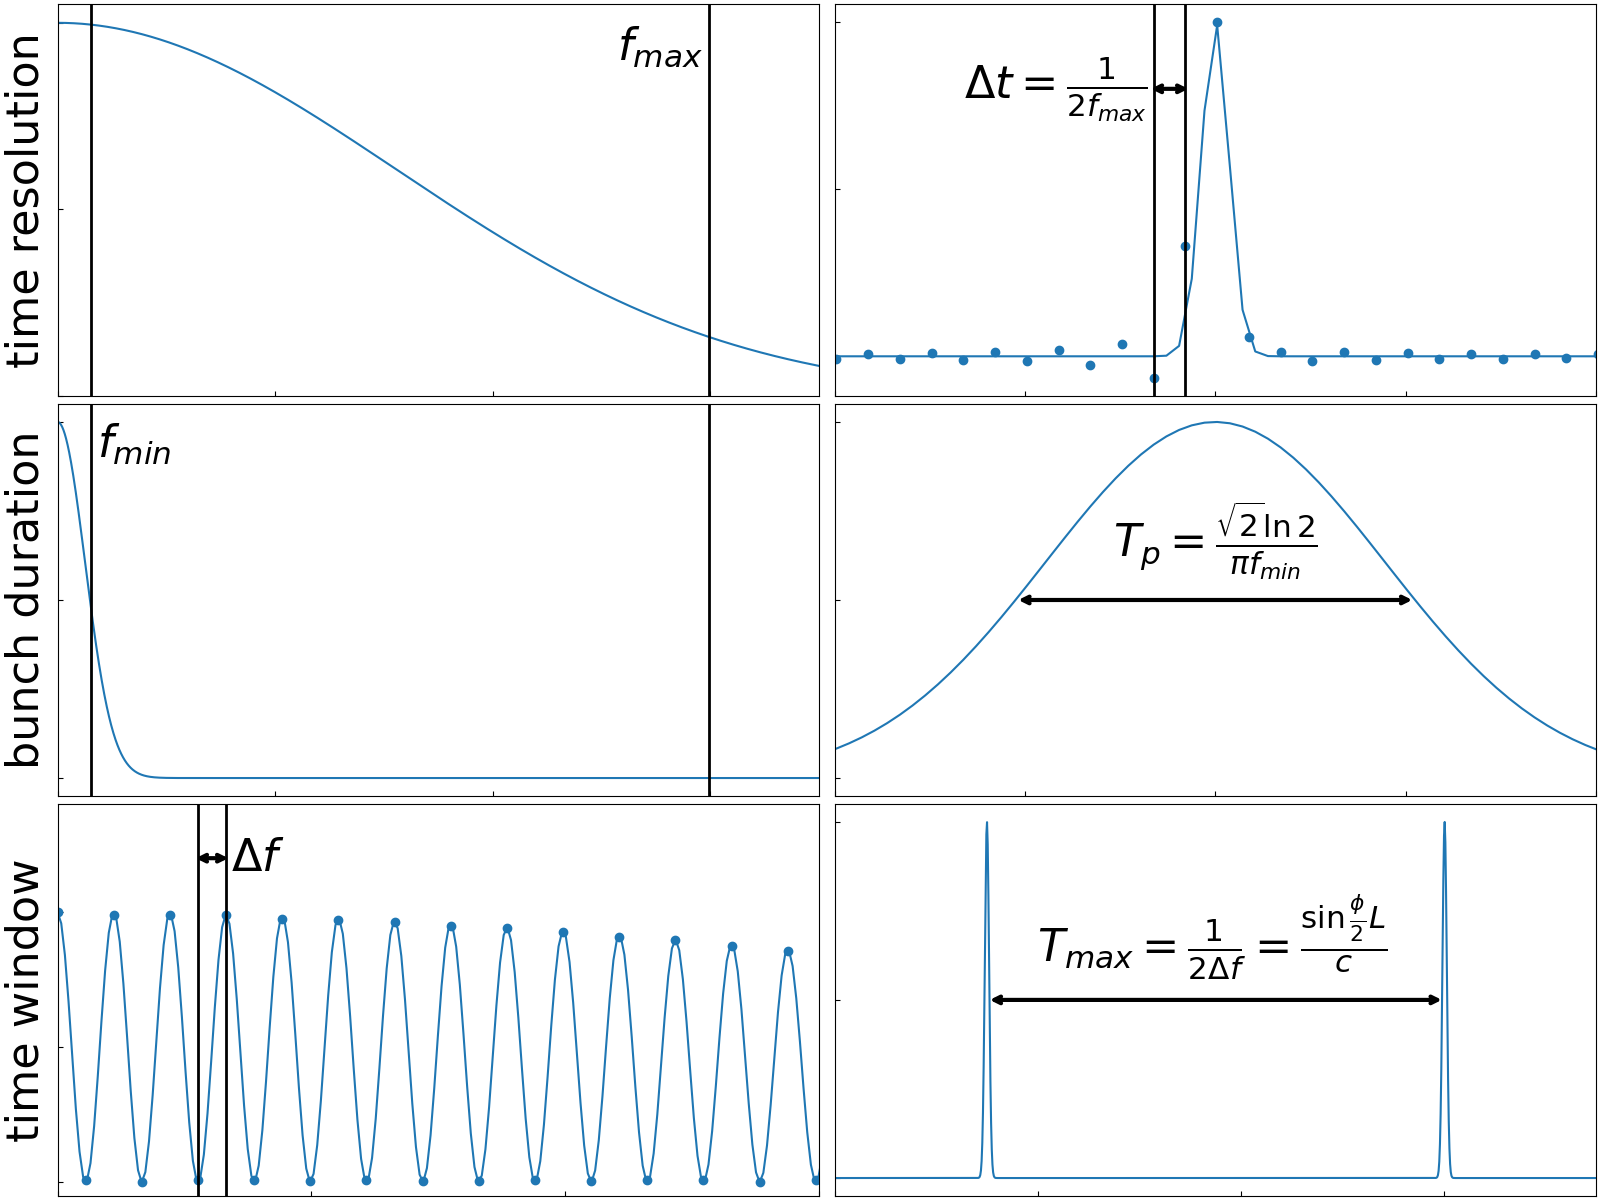 time resolution
f_max
Δt = 1/(2f_max)
bunch duration
f_min
T_p = √2 ln 2/(πf_min)
time window
Δf
T_max = 1/(2Δf) = sin(ϕ/2)L/c